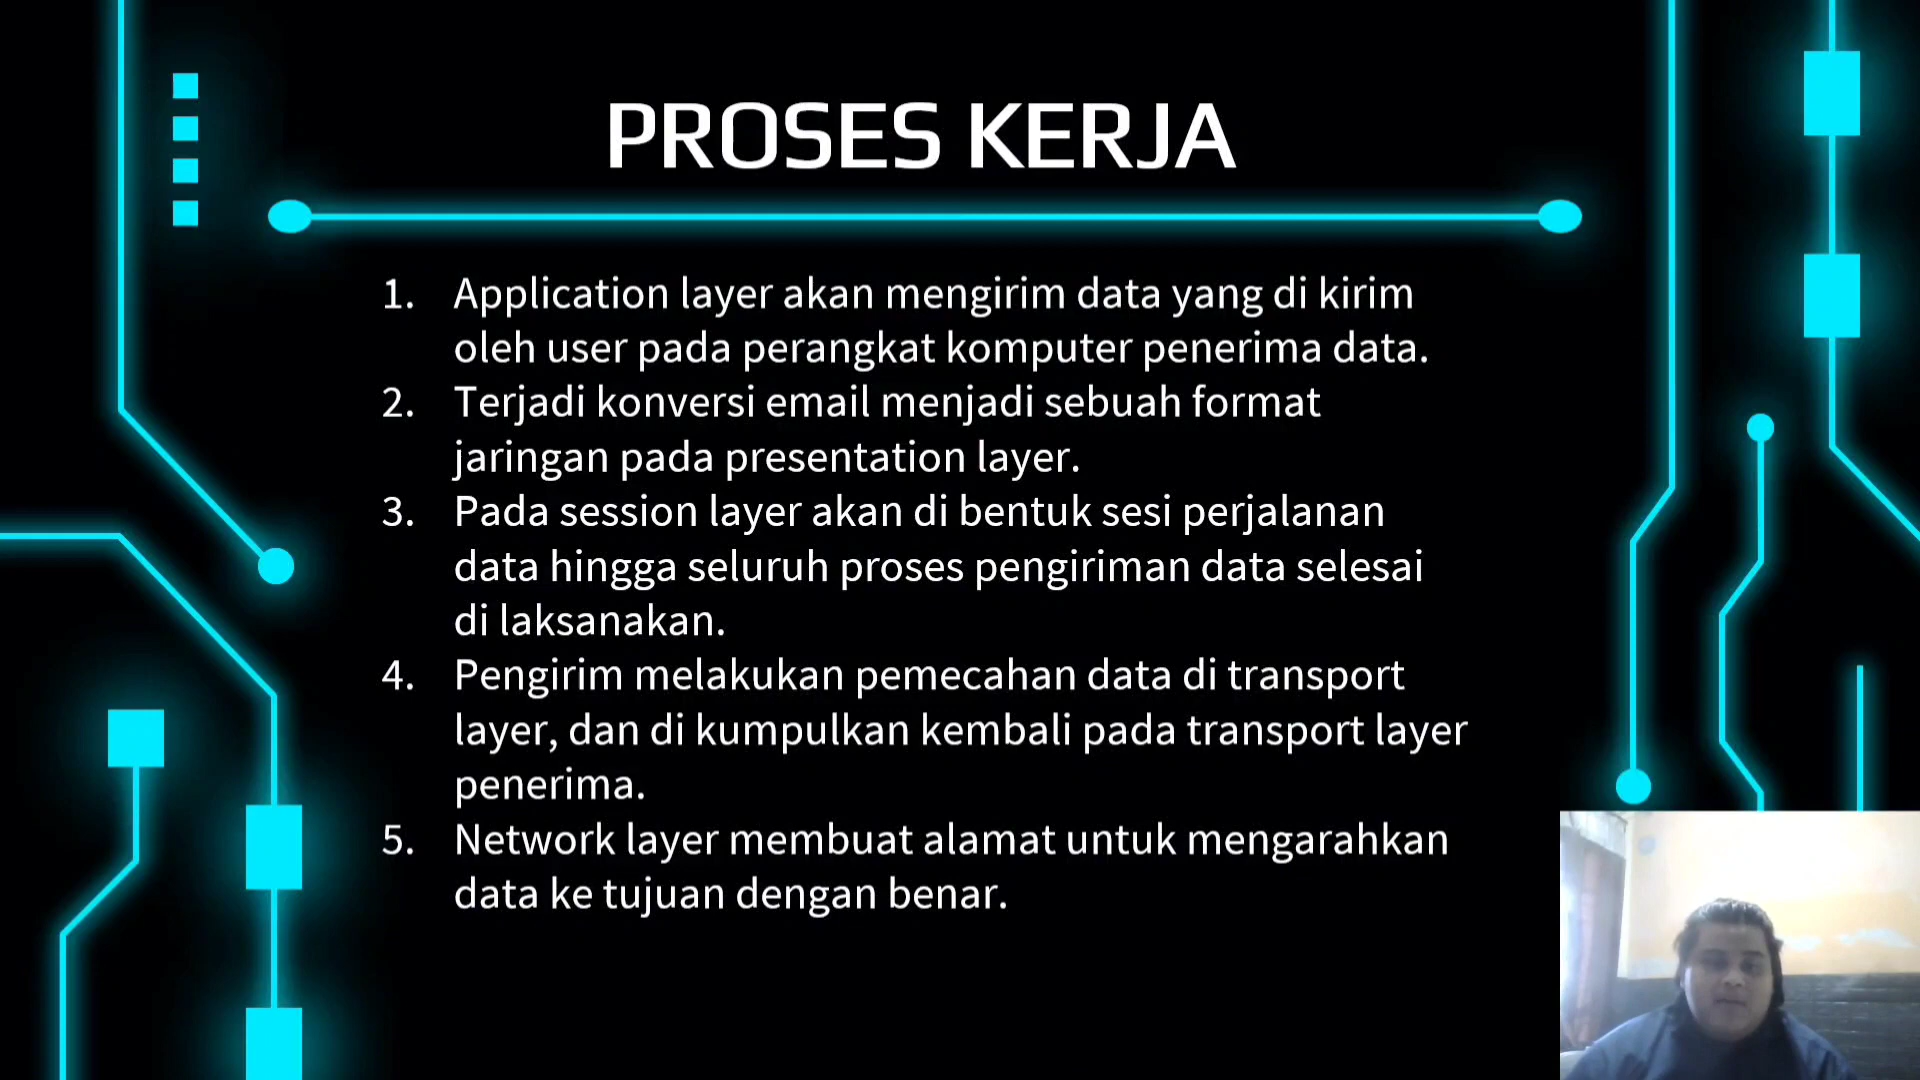 PROSES KERJA
1. Application layer akan mengirim data yang di kirim
oleh user pada perangkat komputer penerima data.
2. Terjadi konversi email menjadi sebuah format
jaringan pada presentation layer.
3. Pada session layer akan di bentuk sesi perjalanan
data hingga seluruh proses pengiriman data selesai
di laksanakan.
4. Pengirim melakukan pemecahan data di transport
layer, dan di kumpulkan kembali pada transport layer
penerima.
5. Network layer membuat alamat untuk mengarahkan
data ke tujuan dengan benar.